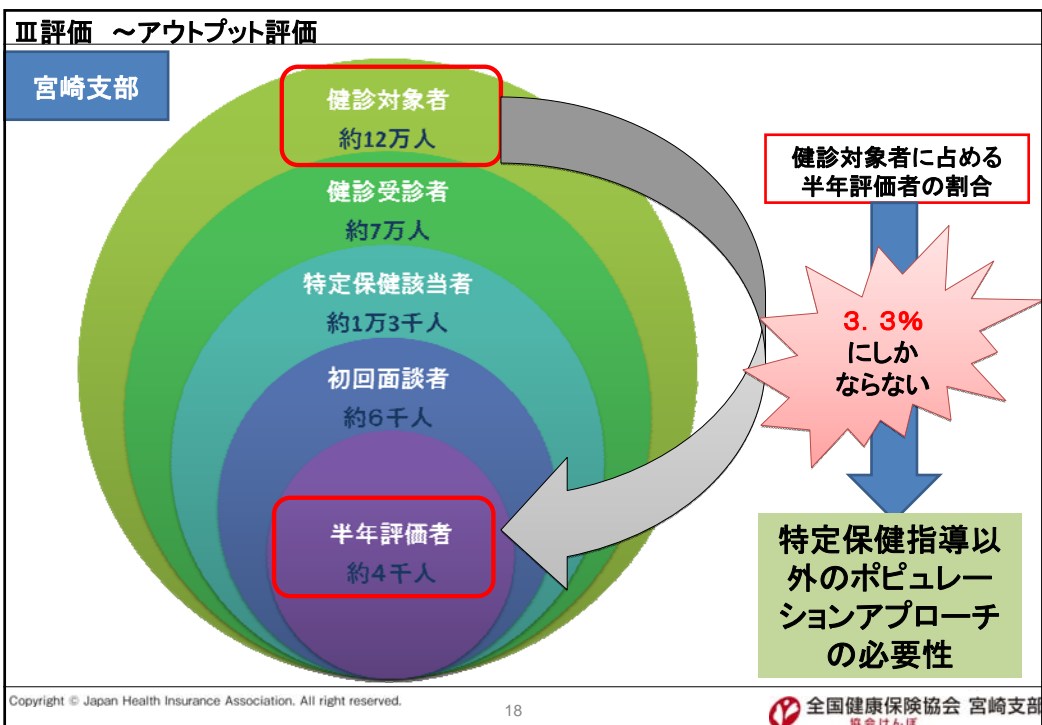 Ⅲ評価　～アウトプット評価
宮崎支部
健診対象者
約12万人
健診受診者
約7万人
特定保健該当者
約1万3千人
初回面談者
約6千人
半年評価者
約4千人
健診対象者に占める
半年評価者の割合
３．３％
にしか
ならない
特定保健指導以
外のポピュレー
ションアプローチ
の必要性
Copyright © Japan Health Insurance Association. All right reserved.
18
全国健康保険協会 宮崎支部
協会けんぽ